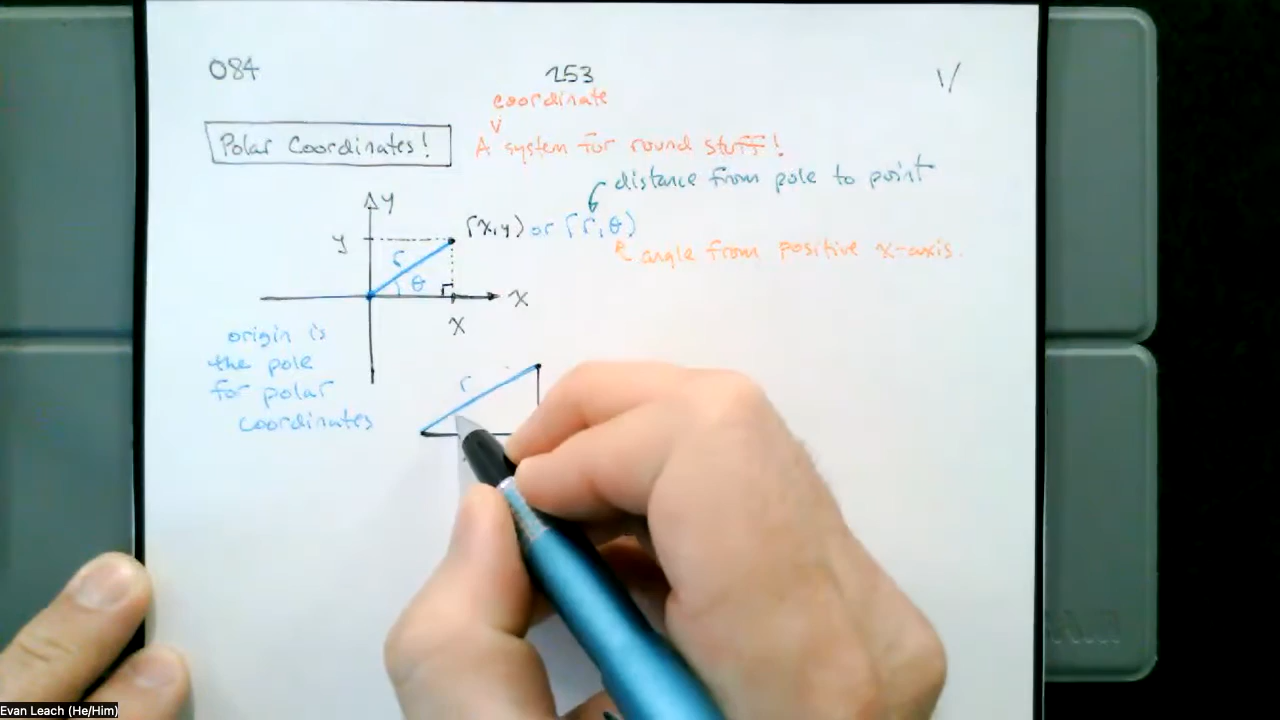 084 253 1/
coordinate
Polar Coordinates! A system for round stuff!
distance from pole to point
y
y (x,y) or (r,θ)
r angle from positive x-axis.
θ
x
x
origin is
the pole
for polar
coordinates
r
Evan Leach (He/Him)